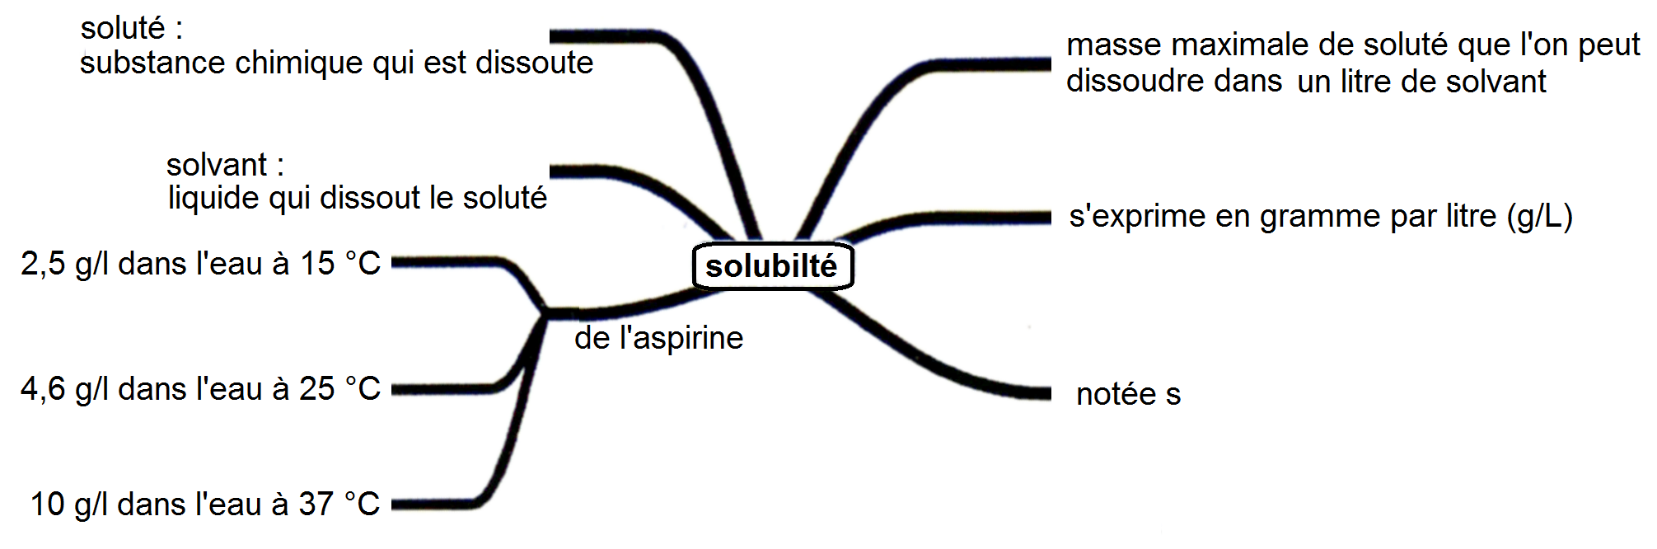 soluté :
substance chimique qui est dissoute
masse maximale de soluté que l'on peut
dissoudre dans un litre de solvant
solvant :
liquide qui dissout le soluté
s'exprime en gramme par litre (g/L)
solubilté
2,5 g/l dans l'eau à 15 °C
de l'aspirine
4,6 g/l dans l'eau à 25 °C
notée s
10 g/l dans l'eau à 37 °C